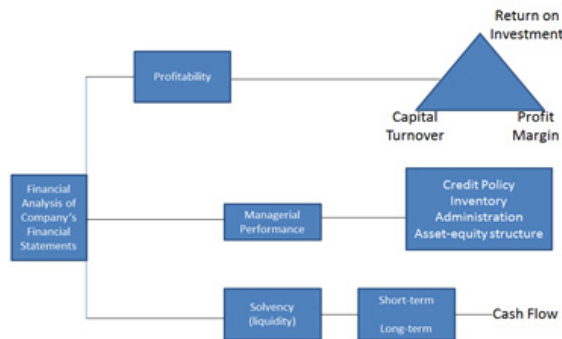 Return on
Investment
Profitability
Capital
Turnover
Profit
Margin
Financial
Analysis of
Company's
Financial
Statements
Managerial
Performance
Credit Policy
Inventory
Administration
Asset-equity structure
Solvency
(liquidity)
Short-term
Long-term
Cash Flow